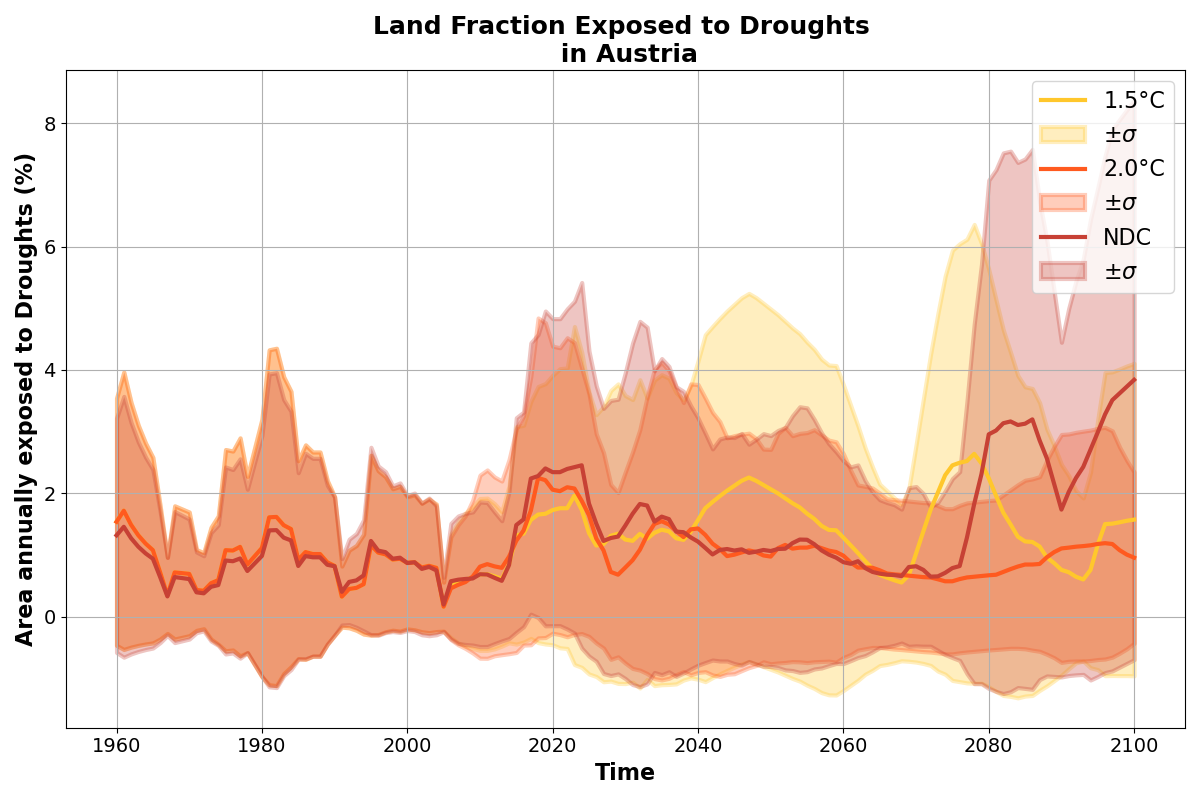 Land Fraction Exposed to Droughts
in Austria
Area annually exposed to Droughts (%)
8
6
4
2
0
1.5°C
±σ
2.0°C
±σ
NDC
±σ
1960 1980 2000 2020 2040 2060 2080 2100
Time